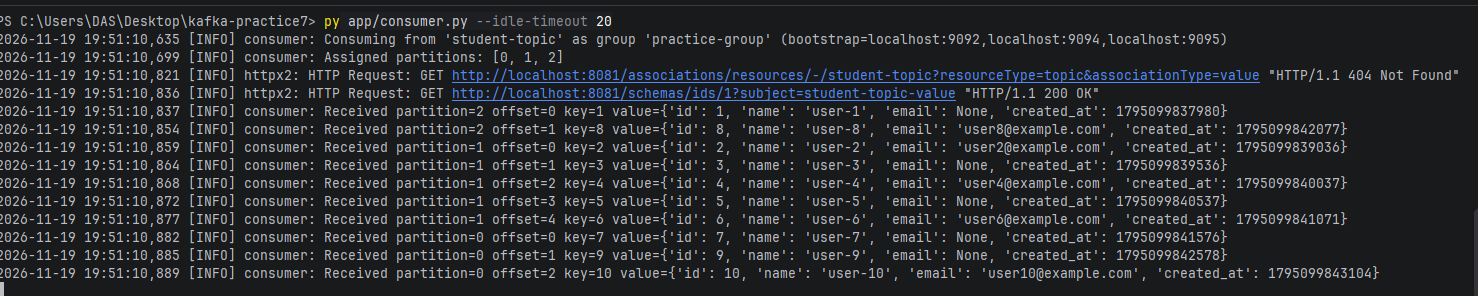 PS C:\Users\DAS\Desktop\kafka-practice7> py app/consumer.py --idle-timeout 20
2026-11-19 19:51:10,635 [INFO] consumer: Consuming from 'student-topic' as group 'practice-group' (bootstrap=localhost:9092,localhost:9094,localhost:9095)
2026-11-19 19:51:10,699 [INFO] consumer: Assigned partitions: [0, 1, 2]
2026-11-19 19:51:10,821 [INFO] httpx2: HTTP Request: GET http://localhost:8081/associations/resources/-/student-topic?resourceType=topic&associationType=value "HTTP/1.1 404 Not Found"
2026-11-19 19:51:10,836 [INFO] httpx2: HTTP Request: GET http://localhost:8081/schemas/ids/1?subject=student-topic-value "HTTP/1.1 200 OK"
2026-11-19 19:51:10,837 [INFO] consumer: Received partition=2 offset=0 key=1 value={'id': 1, 'name': 'user-1', 'email': None, 'created_at': 1795099837980}
2026-11-19 19:51:10,854 [INFO] consumer: Received partition=2 offset=1 key=8 value={'id': 8, 'name': 'user-8', 'email': 'user8@example.com', 'created_at': 1795099842077}
2026-11-19 19:51:10,859 [INFO] consumer: Received partition=1 offset=0 key=2 value={'id': 2, 'name': 'user-2', 'email': 'user2@example.com', 'created_at': 1795099839036}
2026-11-19 19:51:10,864 [INFO] consumer: Received partition=1 offset=1 key=3 value={'id': 3, 'name': 'user-3', 'email': None, 'created_at': 1795099839536}
2026-11-19 19:51:10,868 [INFO] consumer: Received partition=1 offset=2 key=4 value={'id': 4, 'name': 'user-4', 'email': 'user4@example.com', 'created_at': 1795099840037}
2026-11-19 19:51:10,872 [INFO] consumer: Received partition=1 offset=3 key=5 value={'id': 5, 'name': 'user-5', 'email': None, 'created_at': 1795099840537}
2026-11-19 19:51:10,877 [INFO] consumer: Received partition=1 offset=4 key=6 value={'id': 6, 'name': 'user-6', 'email': 'user6@example.com', 'created_at': 1795099841071}
2026-11-19 19:51:10,882 [INFO] consumer: Received partition=0 offset=0 key=7 value={'id': 7, 'name': 'user-7', 'email': None, 'created_at': 1795099841576}
2026-11-19 19:51:10,885 [INFO] consumer: Received partition=0 offset=1 key=9 value={'id': 9, 'name': 'user-9', 'email': None, 'created_at': 1795099842578}
2026-11-19 19:51:10,889 [INFO] consumer: Received partition=0 offset=2 key=10 value={'id': 10, 'name': 'user-10', 'email': 'user10@example.com', 'created_at': 1795099843104}